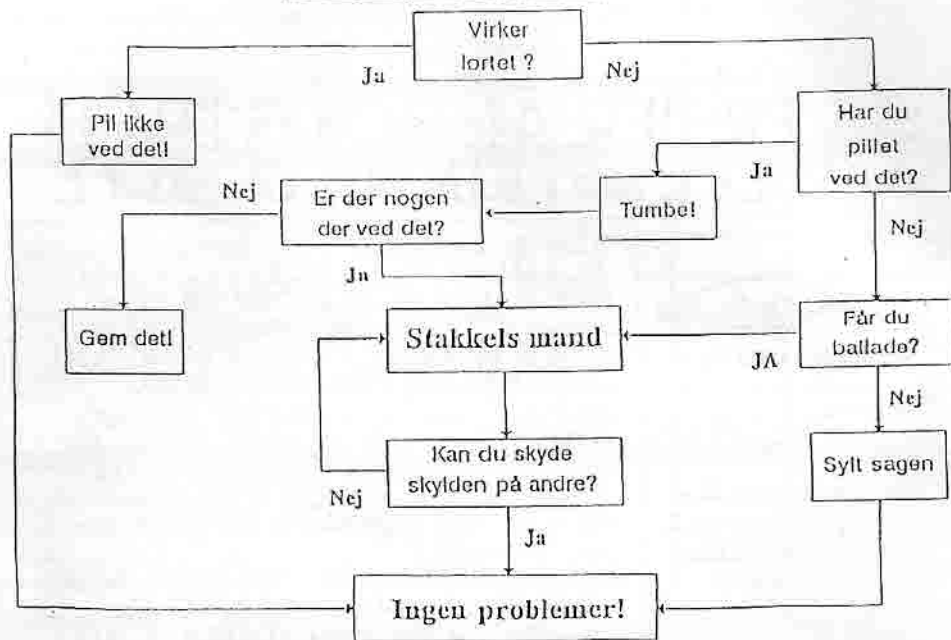 Virker
lortet ?
Ja
Nej
Pil ikke
ved det!
Har du
pillet
ved det?
Ja
Nej
Er der nogen
der ved det?
Tumbe!
Nej
Ja
Gem det!
Stakkels mand
JA
Får du
ballade?
Nej
Kan du skyde
skylden på andre?
Nej
Sylt sagen
Ja
Ingen problemer!